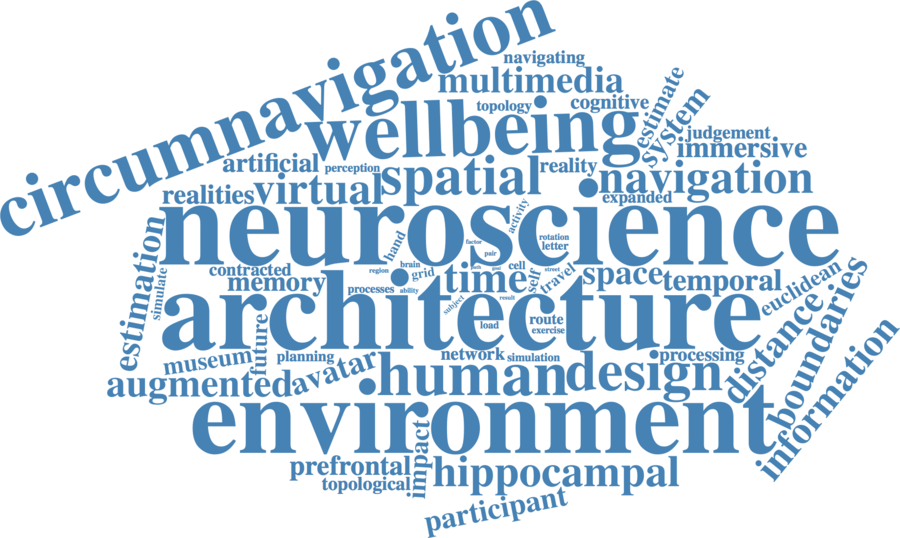 circumnavigation
navigating
multimedia
topology
cognitive
estimate
system
wellbeing
judgement
immersive
artificial
perception
spatial
reality
navigation
realities
virtual
expanded
neuroscience
activity
hand
factor
pair
rotation
letter
estimation
simulate
contracted
memory
region
brain
grid
time
path
goal
cell
self
street
travel
space
temporal
euclidean
boundaries
processes
ability
subject
result
architecture
load
route
exercise
distance
information
museum
future
planning
avatar
network
simulation
processing
augmented
human
design
environment
prefrontal
topological
impact
hippocampal
participant